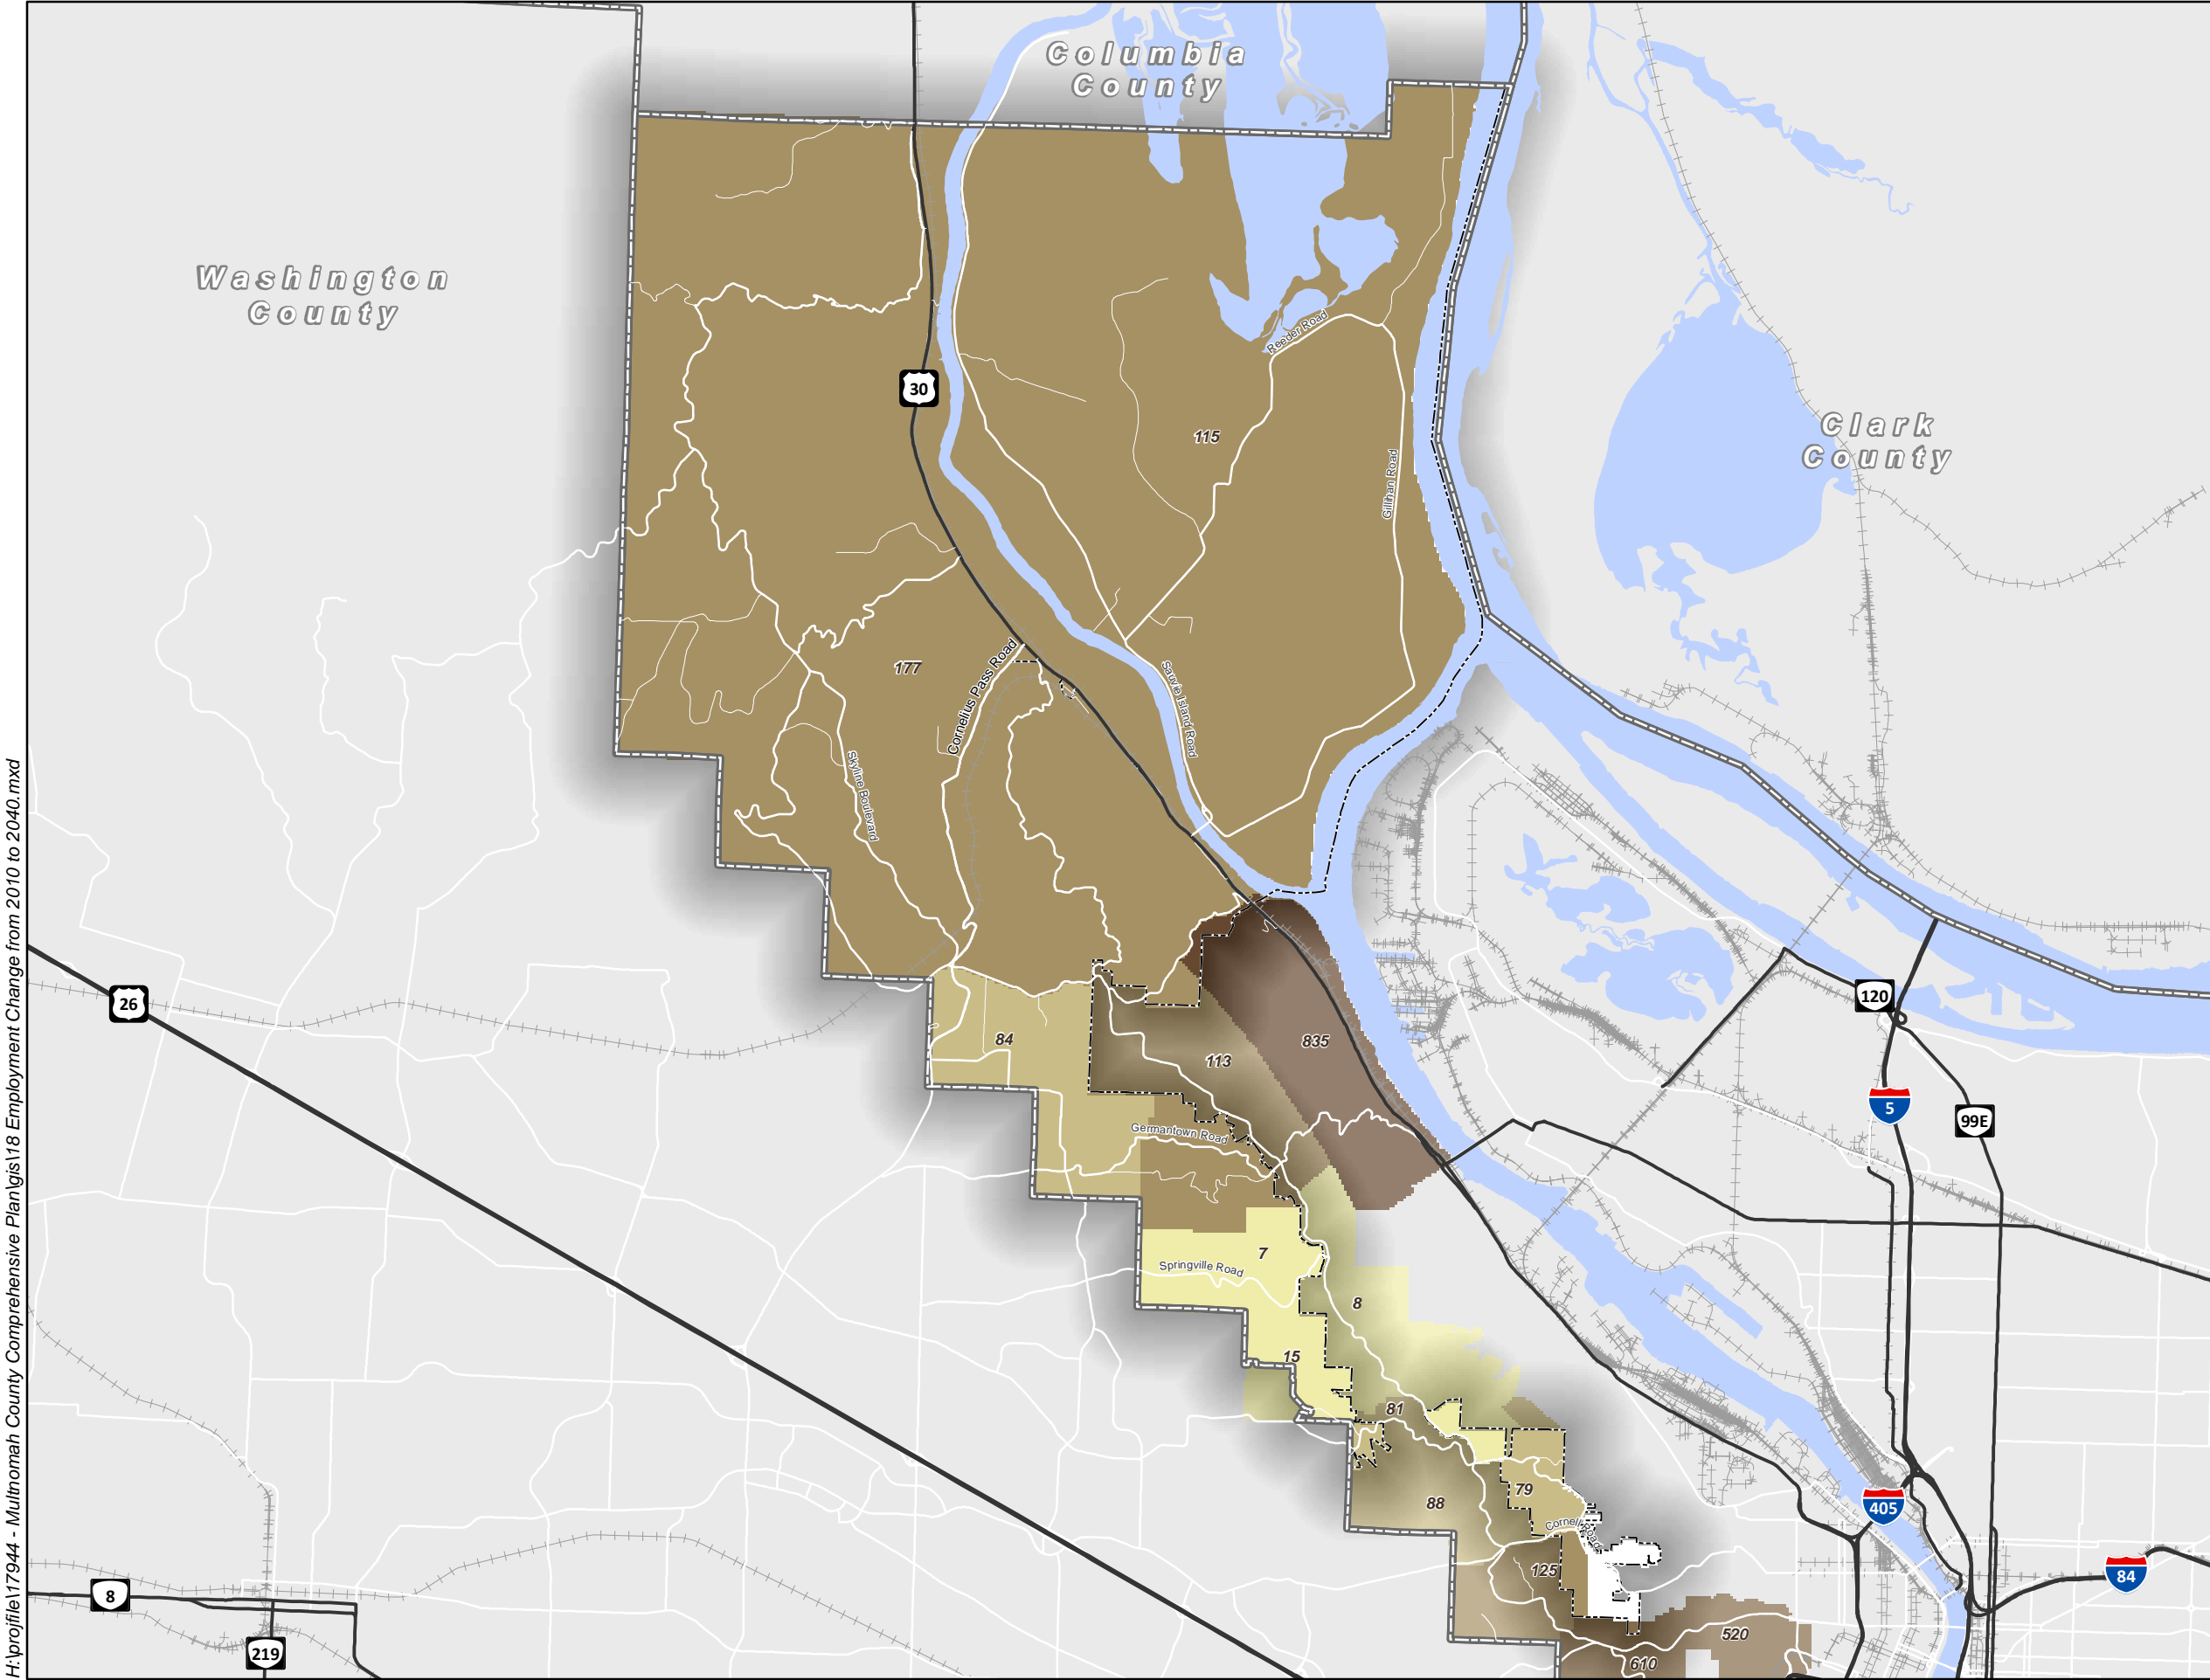 Columbia
County
Washington
County
Reeder Road
30
Clark
County
115
Gillihan Road
177
Cornelius Pass Road
Sauvie Island Road
Skyline Boulevard
H:\projfile\17944 - Multnomah County Comprehensive Plan\gis\18 Employment Change from 2010 to 2040.mxd
26
120
84
113
835
5
99E
Germantown Road
7
Springville Road
8
15
81
79
88
405
Cornell Road
125
84
8
520
219
610